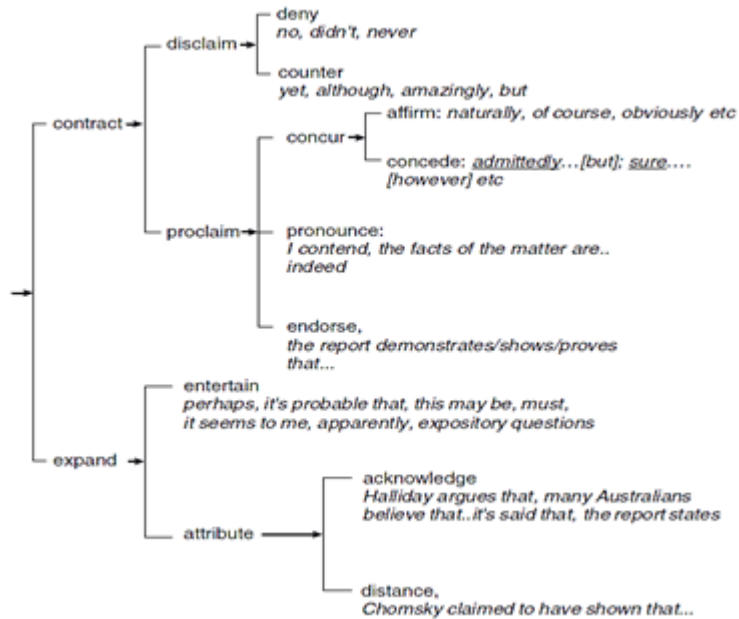 deny
no, didn't, never
disclaim
counter
yet, although, amazingly, but
contract
affirm: naturally, of course, obviously etc
concur
concede: admittedly...[but]; sure....
[however] etc
proclaim
pronounce:
I contend, the facts of the matter are..
indeed
endorse,
the report demonstrates/shows/proves
that...
entertain
perhaps, it's probable that, this may be, must,
it seems to me, apparently, expository questions
expand
acknowledge
Halliday argues that, many Australians
believe that..it's said that, the report states
attribute
distance,
Chomsky claimed to have shown that...